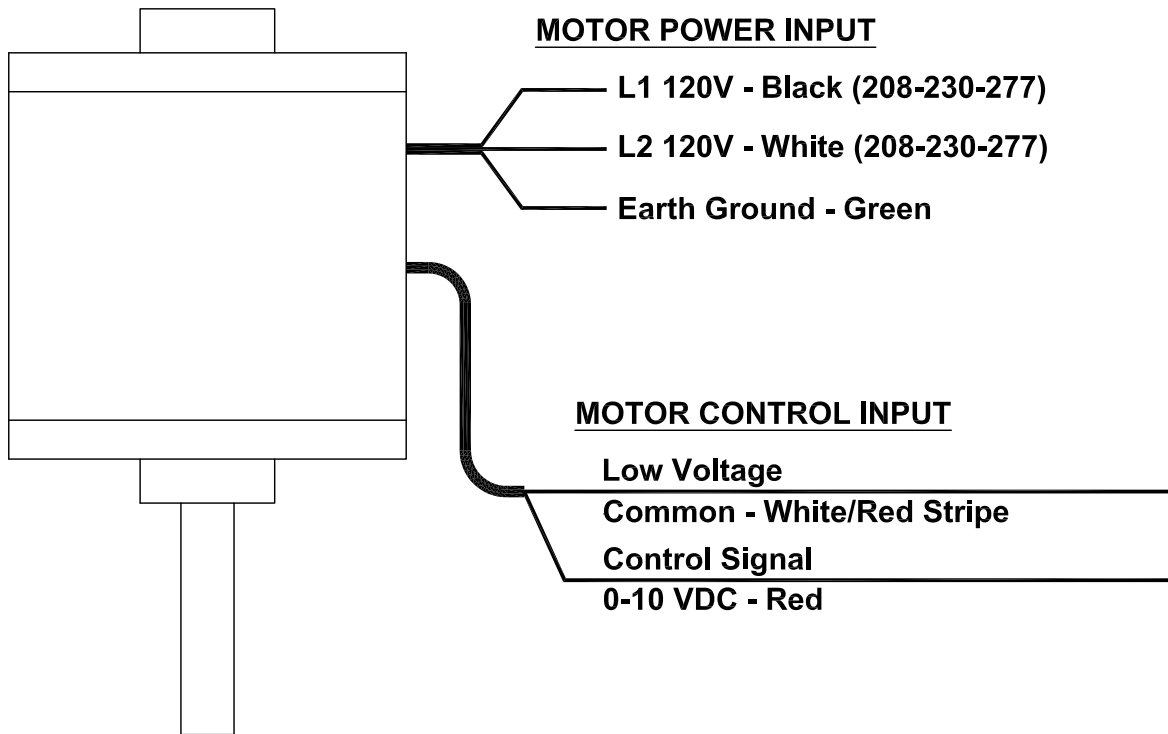 MOTOR POWER INPUT
L1 120V - Black (208-230-277)
L2 120V - White (208-230-277)
Earth Ground - Green
MOTOR CONTROL INPUT
Low Voltage
Common - White/Red Stripe
Control Signal
0-10 VDC - Red